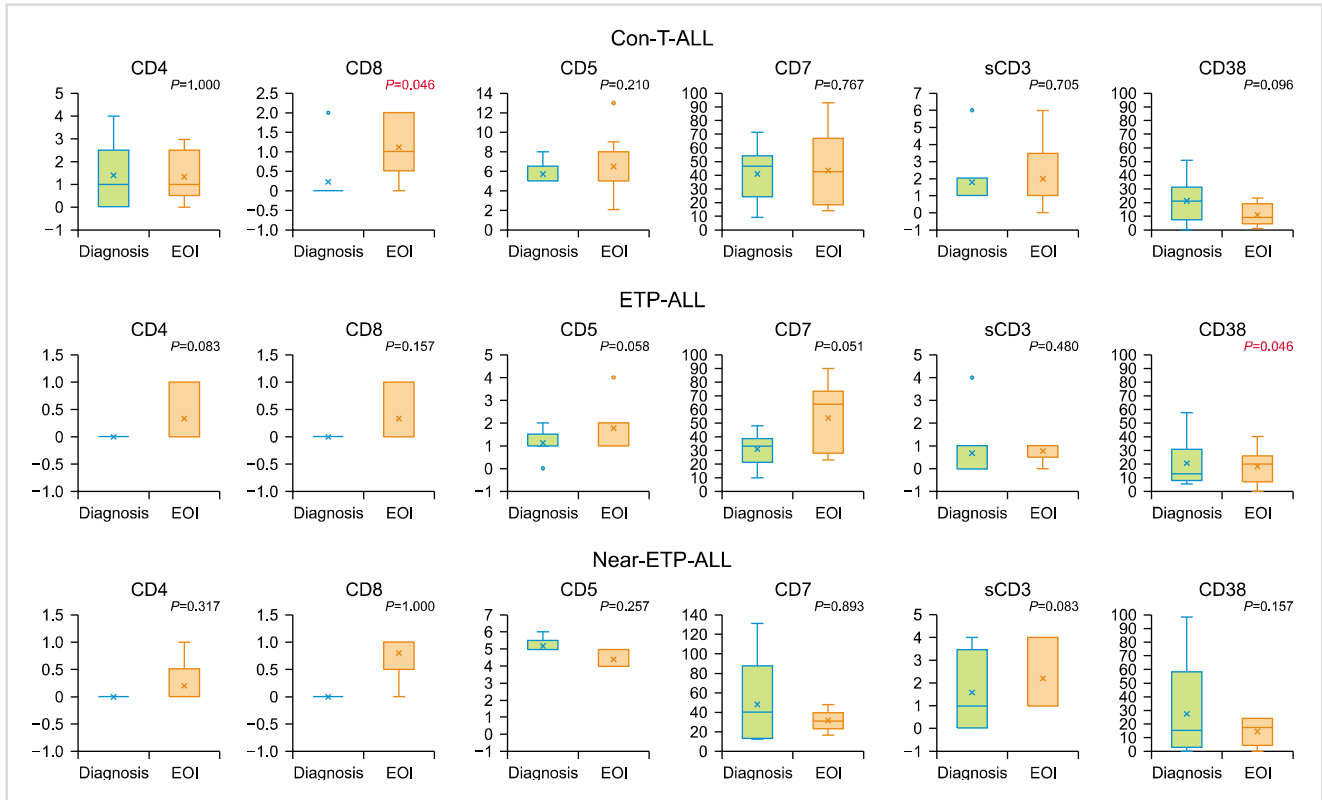 Con-T-ALL
CD4 CD8 CD5 CD7 sCD3 CD38
P=1.000 P=0.046 P=0.210 P=0.767 P=0.705 P=0.096
5 4 3 2 1 0 −1
2.5 2.0 1.5 1.0 0.5 0 −0.5 −1.0
14 12 10 8 6 4 2 0
100 90 80 70 60 50 40 30 20 10 0
7 6 5 4 3 2 1 0 −1
100 90 80 70 60 50 40 30 20 10 0
Diagnosis EOI Diagnosis EOI Diagnosis EOI Diagnosis EOI Diagnosis EOI Diagnosis EOI
ETP-ALL
CD4 CD8 CD5 CD7 sCD3 CD38
P=0.083 P=0.157 P=0.058 P=0.051 P=0.480 P=0.046
1.5 1.0 0.5 0 −0.5 −1.0
1.5 1.0 0.5 0 −0.5 −1.0
5 4 3 2 1 0 −1
100 90 80 70 60 50 40 30 20 10 0
5 4 3 2 1 0 −1
100 90 80 70 60 50 40 30 20 10 0
Diagnosis EOI Diagnosis EOI Diagnosis EOI Diagnosis EOI Diagnosis EOI Diagnosis EOI
Near-ETP-ALL
CD4 CD8 CD5 CD7 sCD3 CD38
P=0.317 P=1.000 P=0.257 P=0.893 P=0.083 P=0.157
1.5 1.0 0.5 0 −0.5 −1.0
1.5 1.0 0.5 0 −0.5 −1.0
7 6 5 4 3 2 1 0 −1
140 120 100 80 60 40 20 0
5 4 3 2 1 0 −1
100 90 80 70 60 50 40 30 20 10 0
Diagnosis EOI Diagnosis EOI Diagnosis EOI Diagnosis EOI Diagnosis EOI Diagnosis EOI